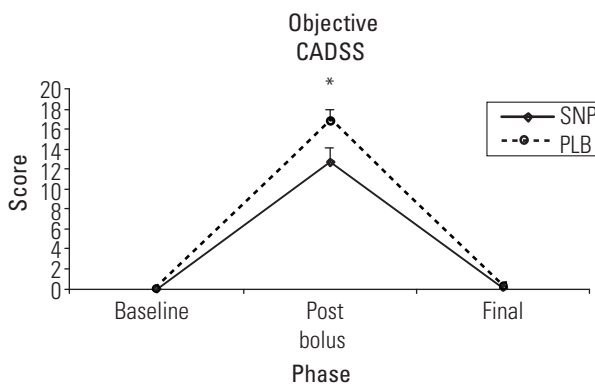 Objective
CADSS
*
20
18
16
14
12
10
8
6
4
2
0
Score
SNP
PLB
Baseline
Post
bolus
Final
Phase